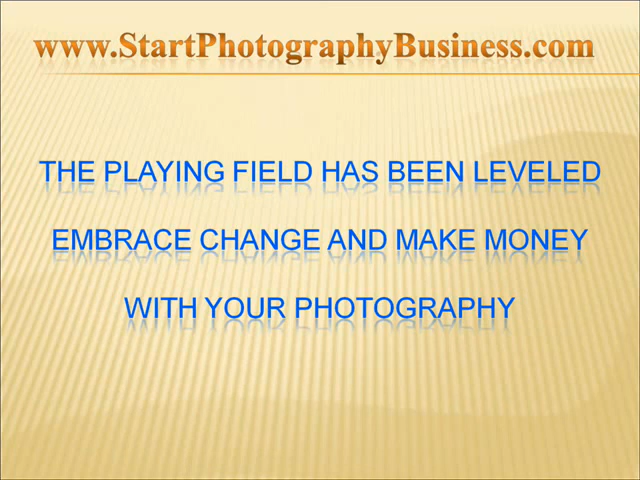 www.StartPhotographyBusiness.com
THE PLAYING FIELD HAS BEEN LEVELED
EMBRACE CHANGE AND MAKE MONEY
WITH YOUR PHOTOGRAPHY